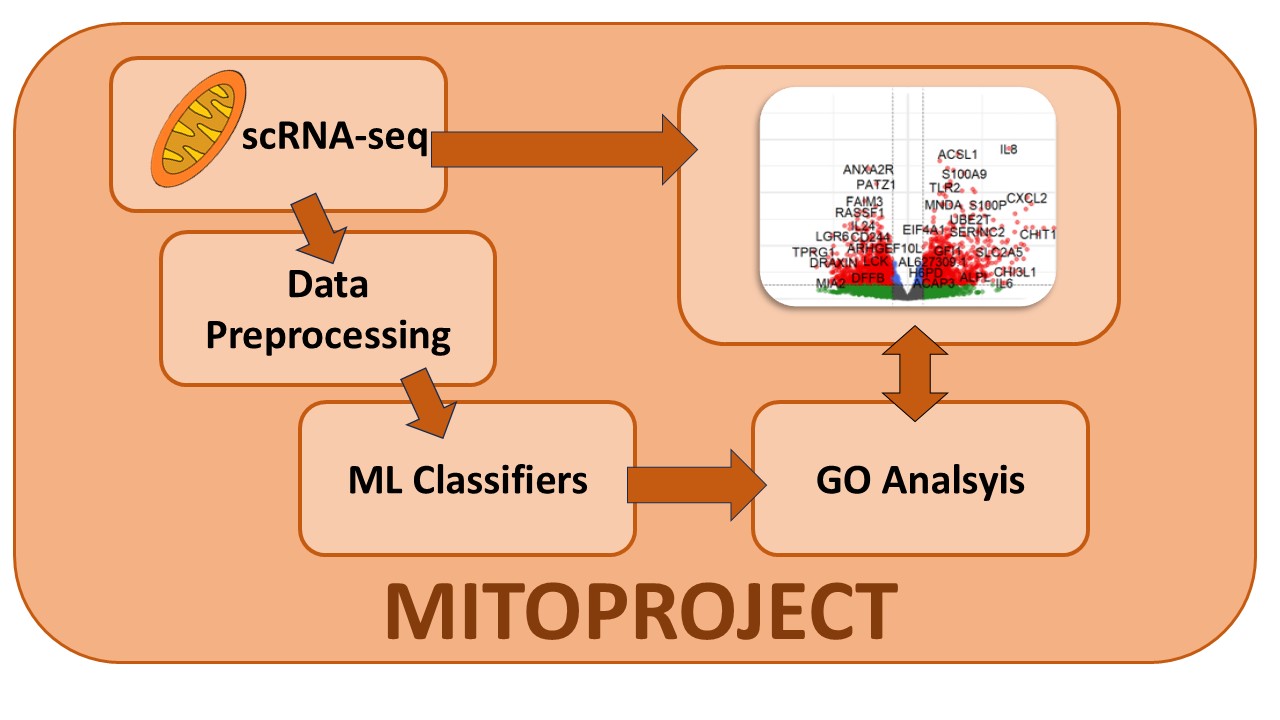 scRNA-seq
Data
Preprocessing
ML Classifiers
GO Analsyis
ACSL1
IL8
ANXA2R
S100A9
PATZ1
TLR2
FAIM3
MNDA
S100P
CXCL2
RASSF1
UBE2T
IL24
EIF4A1
SERINC2
CHIT1
LGR6
CD244
ARHGEF10L
GFI1
SLC2A5
TPRG1
DRAXIN
LCK
AL627309.1
H6PD
CHI3L1
MIA2
DFFB
ACAP3
ALPL
IL6
MITOPROJECT